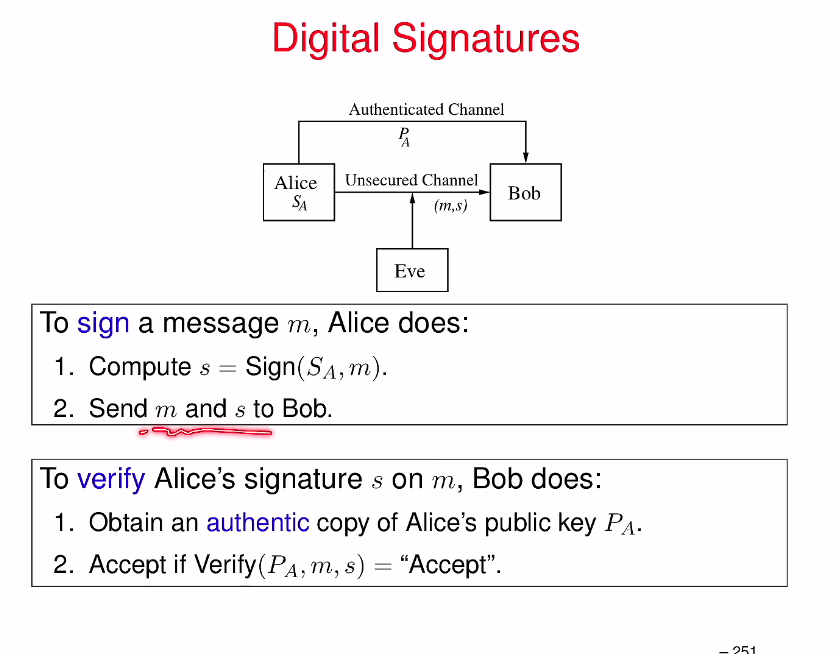 Digital Signatures
Authenticated Channel
P_A
Alice
S_A
Unsecured Channel
(m,s)
Bob
Eve
To sign a message m, Alice does:
1. Compute s = Sign(S_A, m).
2. Send m and s to Bob.
To verify Alice's signature s on m, Bob does:
1. Obtain an authentic copy of Alice's public key P_A.
2. Accept if Verify(P_A, m, s) = “Accept”.
– 251